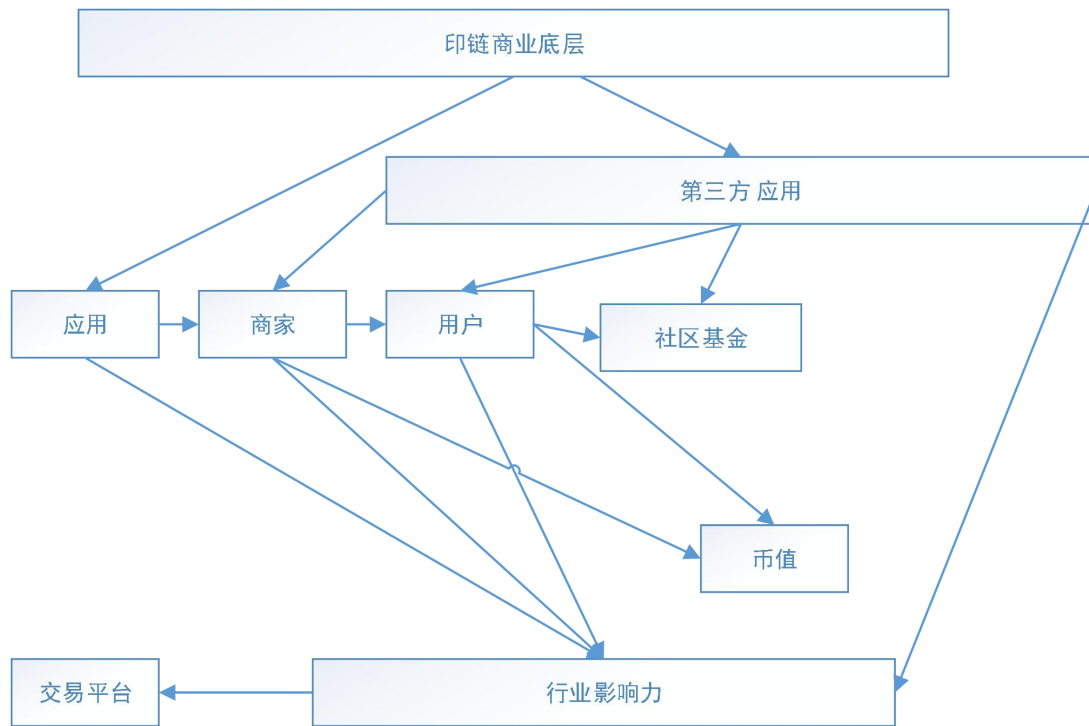 印链商业底层
第三方应用
应用
商家
用户
社区基金
币值
交易平台
行业影响力